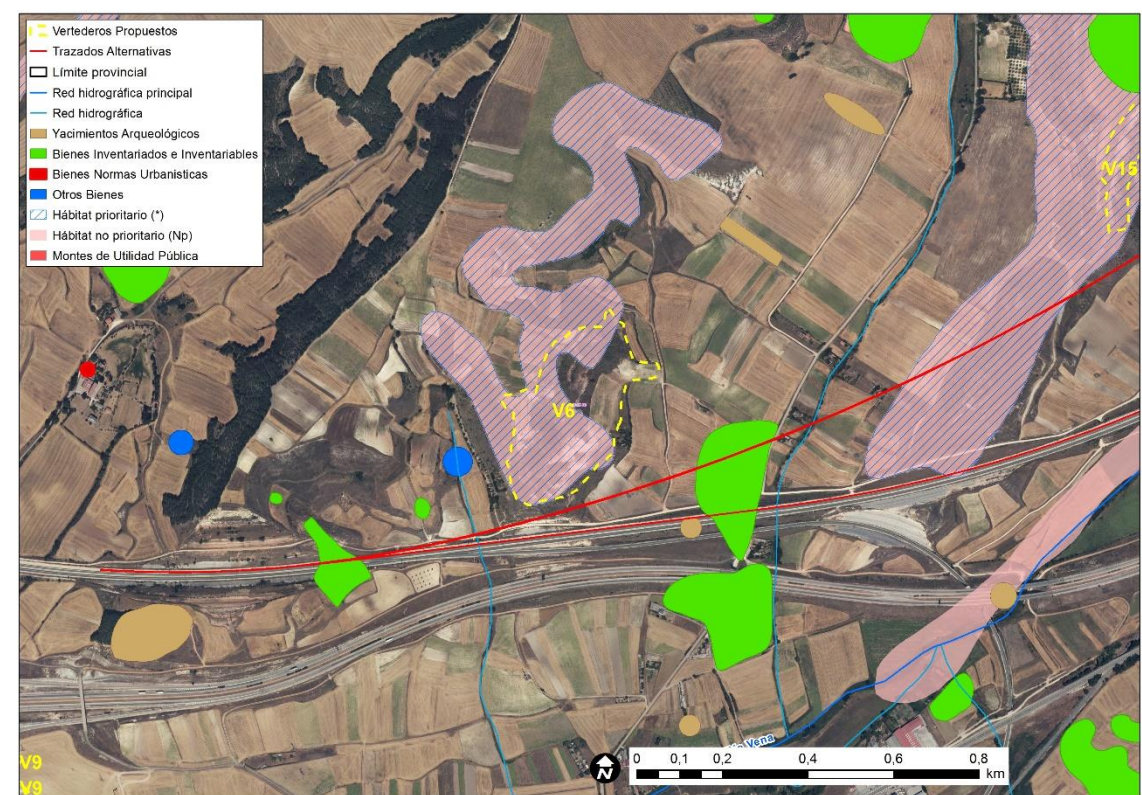 Vertederos Propuestos
Trazados Alternativas
Límite provincial
Red hidrográfica principal
Red hidrográfica
Yacimientos Arqueológicos
Bienes Inventariados e Inventariables
Bienes Normas Urbanisticas
Otros Bienes
Hábitat prioritario (*)
Hábitat no prioritario (Np)
Montes de Utilidad Pública
V15
V6
Vena
V9
V9
N
0 0,1 0,2 0,4 0,6 0,8
km